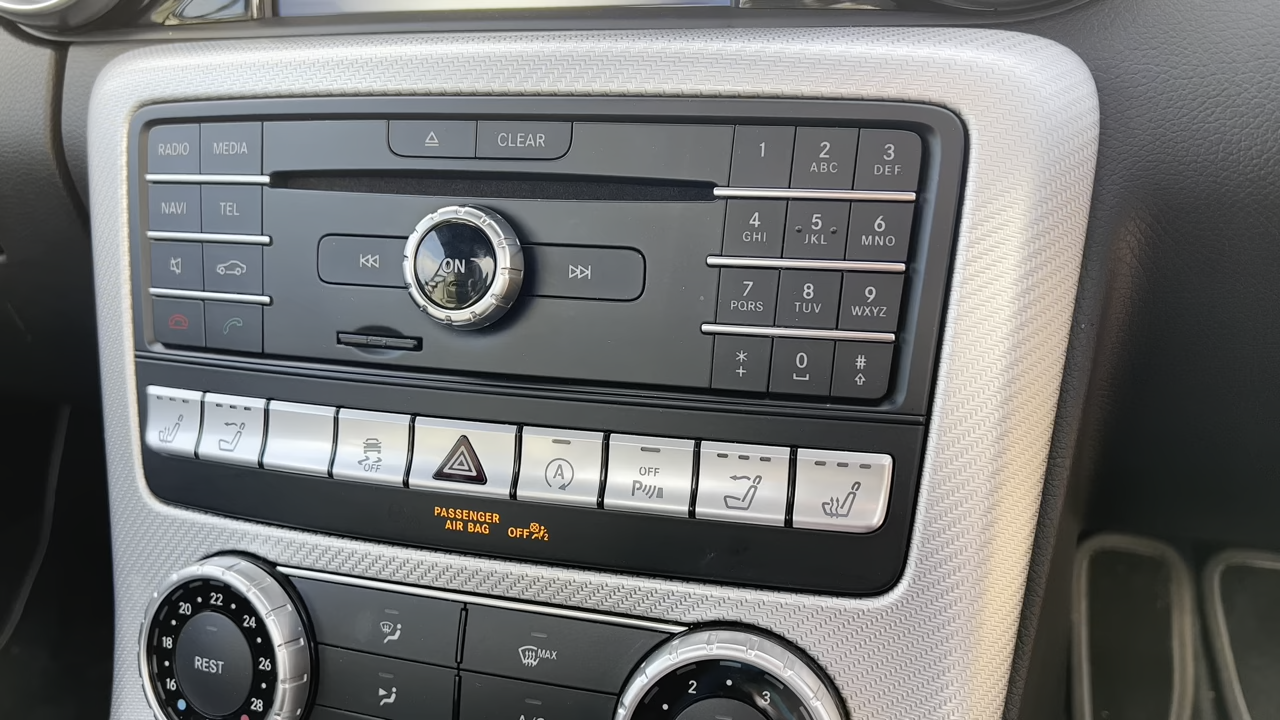 RADIO MEDIA
CLEAR
1 2 3
ABC DEF
NAVI TEL
4 5 6
GHI JKL MNO
ON
7 8 9
PQRS TUV WXYZ
* 0 #
+
OFF
A
OFF
P
PASSENGER
AIR BAG OFF 2
16 18 20 22 24 26 28
REST
MAX
2 3